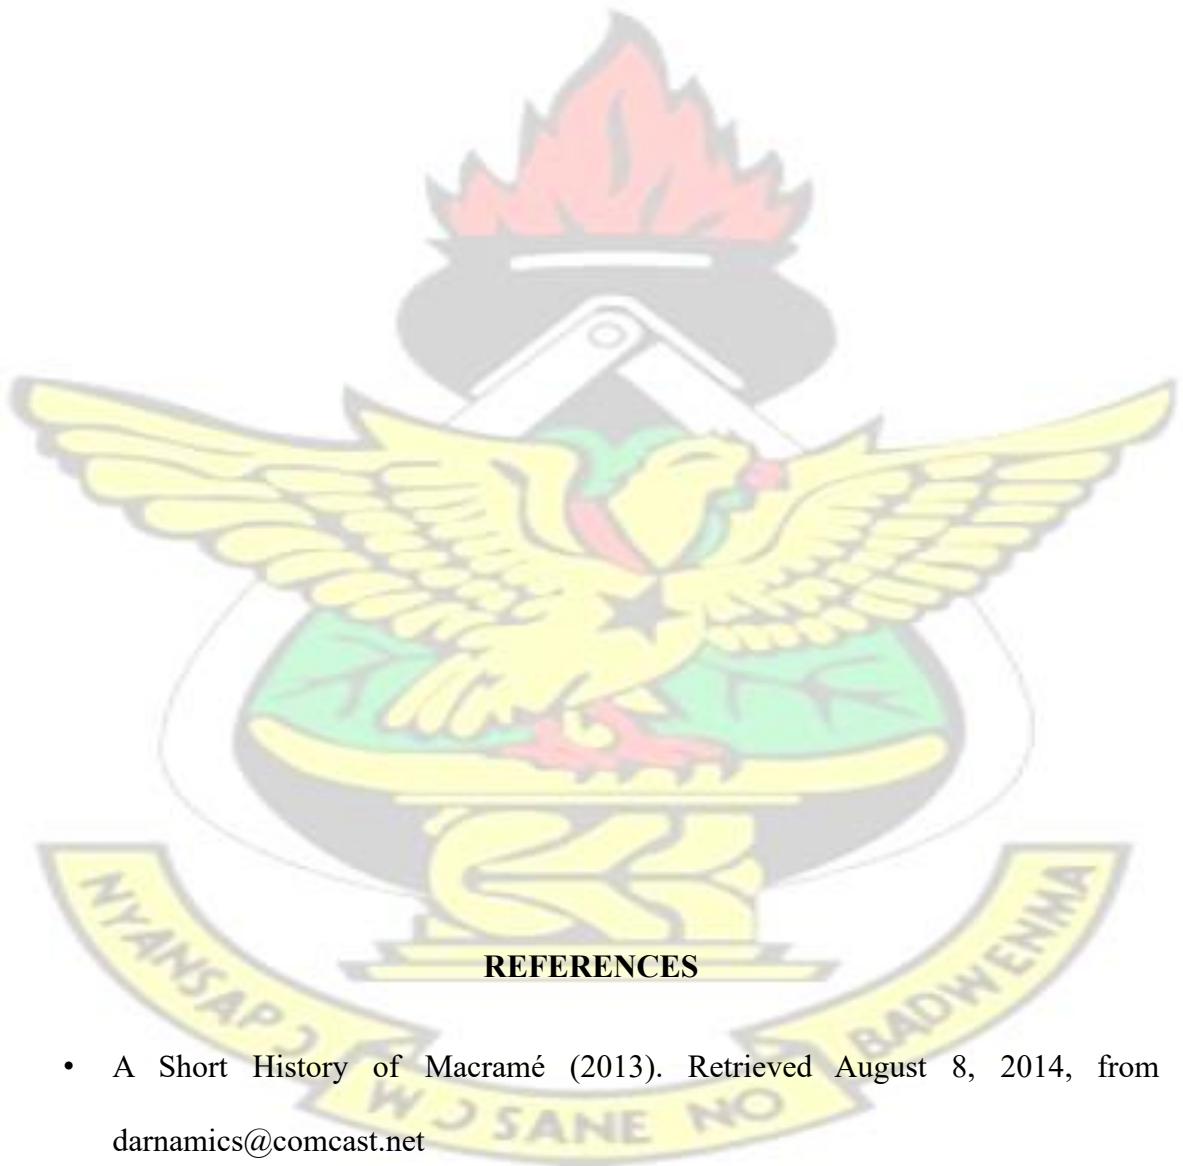 REFERENCES
• A Short History of Macramé (2013). Retrieved August 8, 2014, from
darnamics@comcast.net
NYANSAPƆ WƆSANE NO BADWENMA